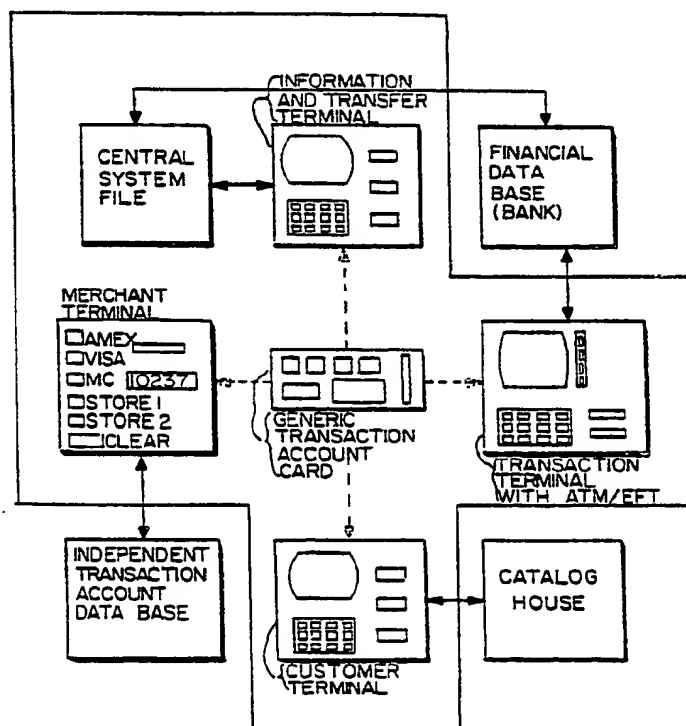 INFORMATION
AND TRANSFER
TERMINAL
CENTRAL
SYSTEM
FILE
FINANCIAL
DATA
BASE
(BANK)
MERCHANT
TERMINAL
AMEX
VISA
MC 10237
STORE 1
STORE 2
CLEAR
GENERIC
TRANSACTION
ACCOUNT
CARD
TRANSACTION
TERMINAL
WITH ATM/EFT
INDEPENDENT
TRANSACTION
ACCOUNT
DATA BASE
CATALOG
HOUSE
CUSTOMER
TERMINAL